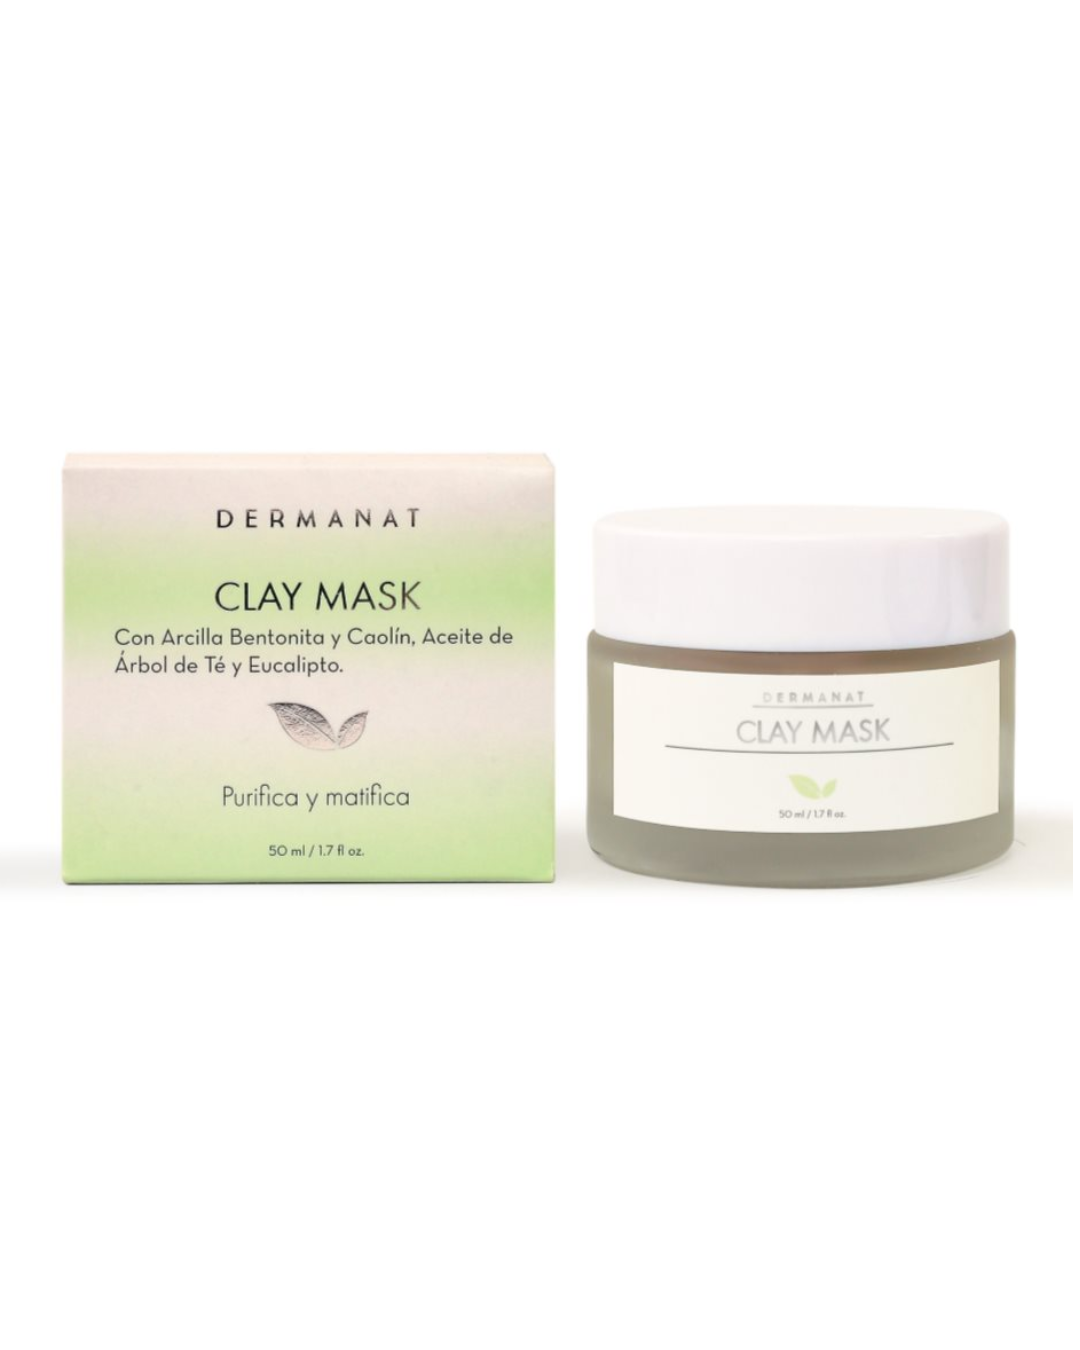 DERMANAT
CLAY MASK
Con Arcilla Bentonita y Caolín, Aceite de
Árbol de Té y Eucalipto.
Purifica y matifica
50 ml / 1.7 fl oz.
DERMANAT
CLAY MASK
50 ml / 1.7 fl oz.